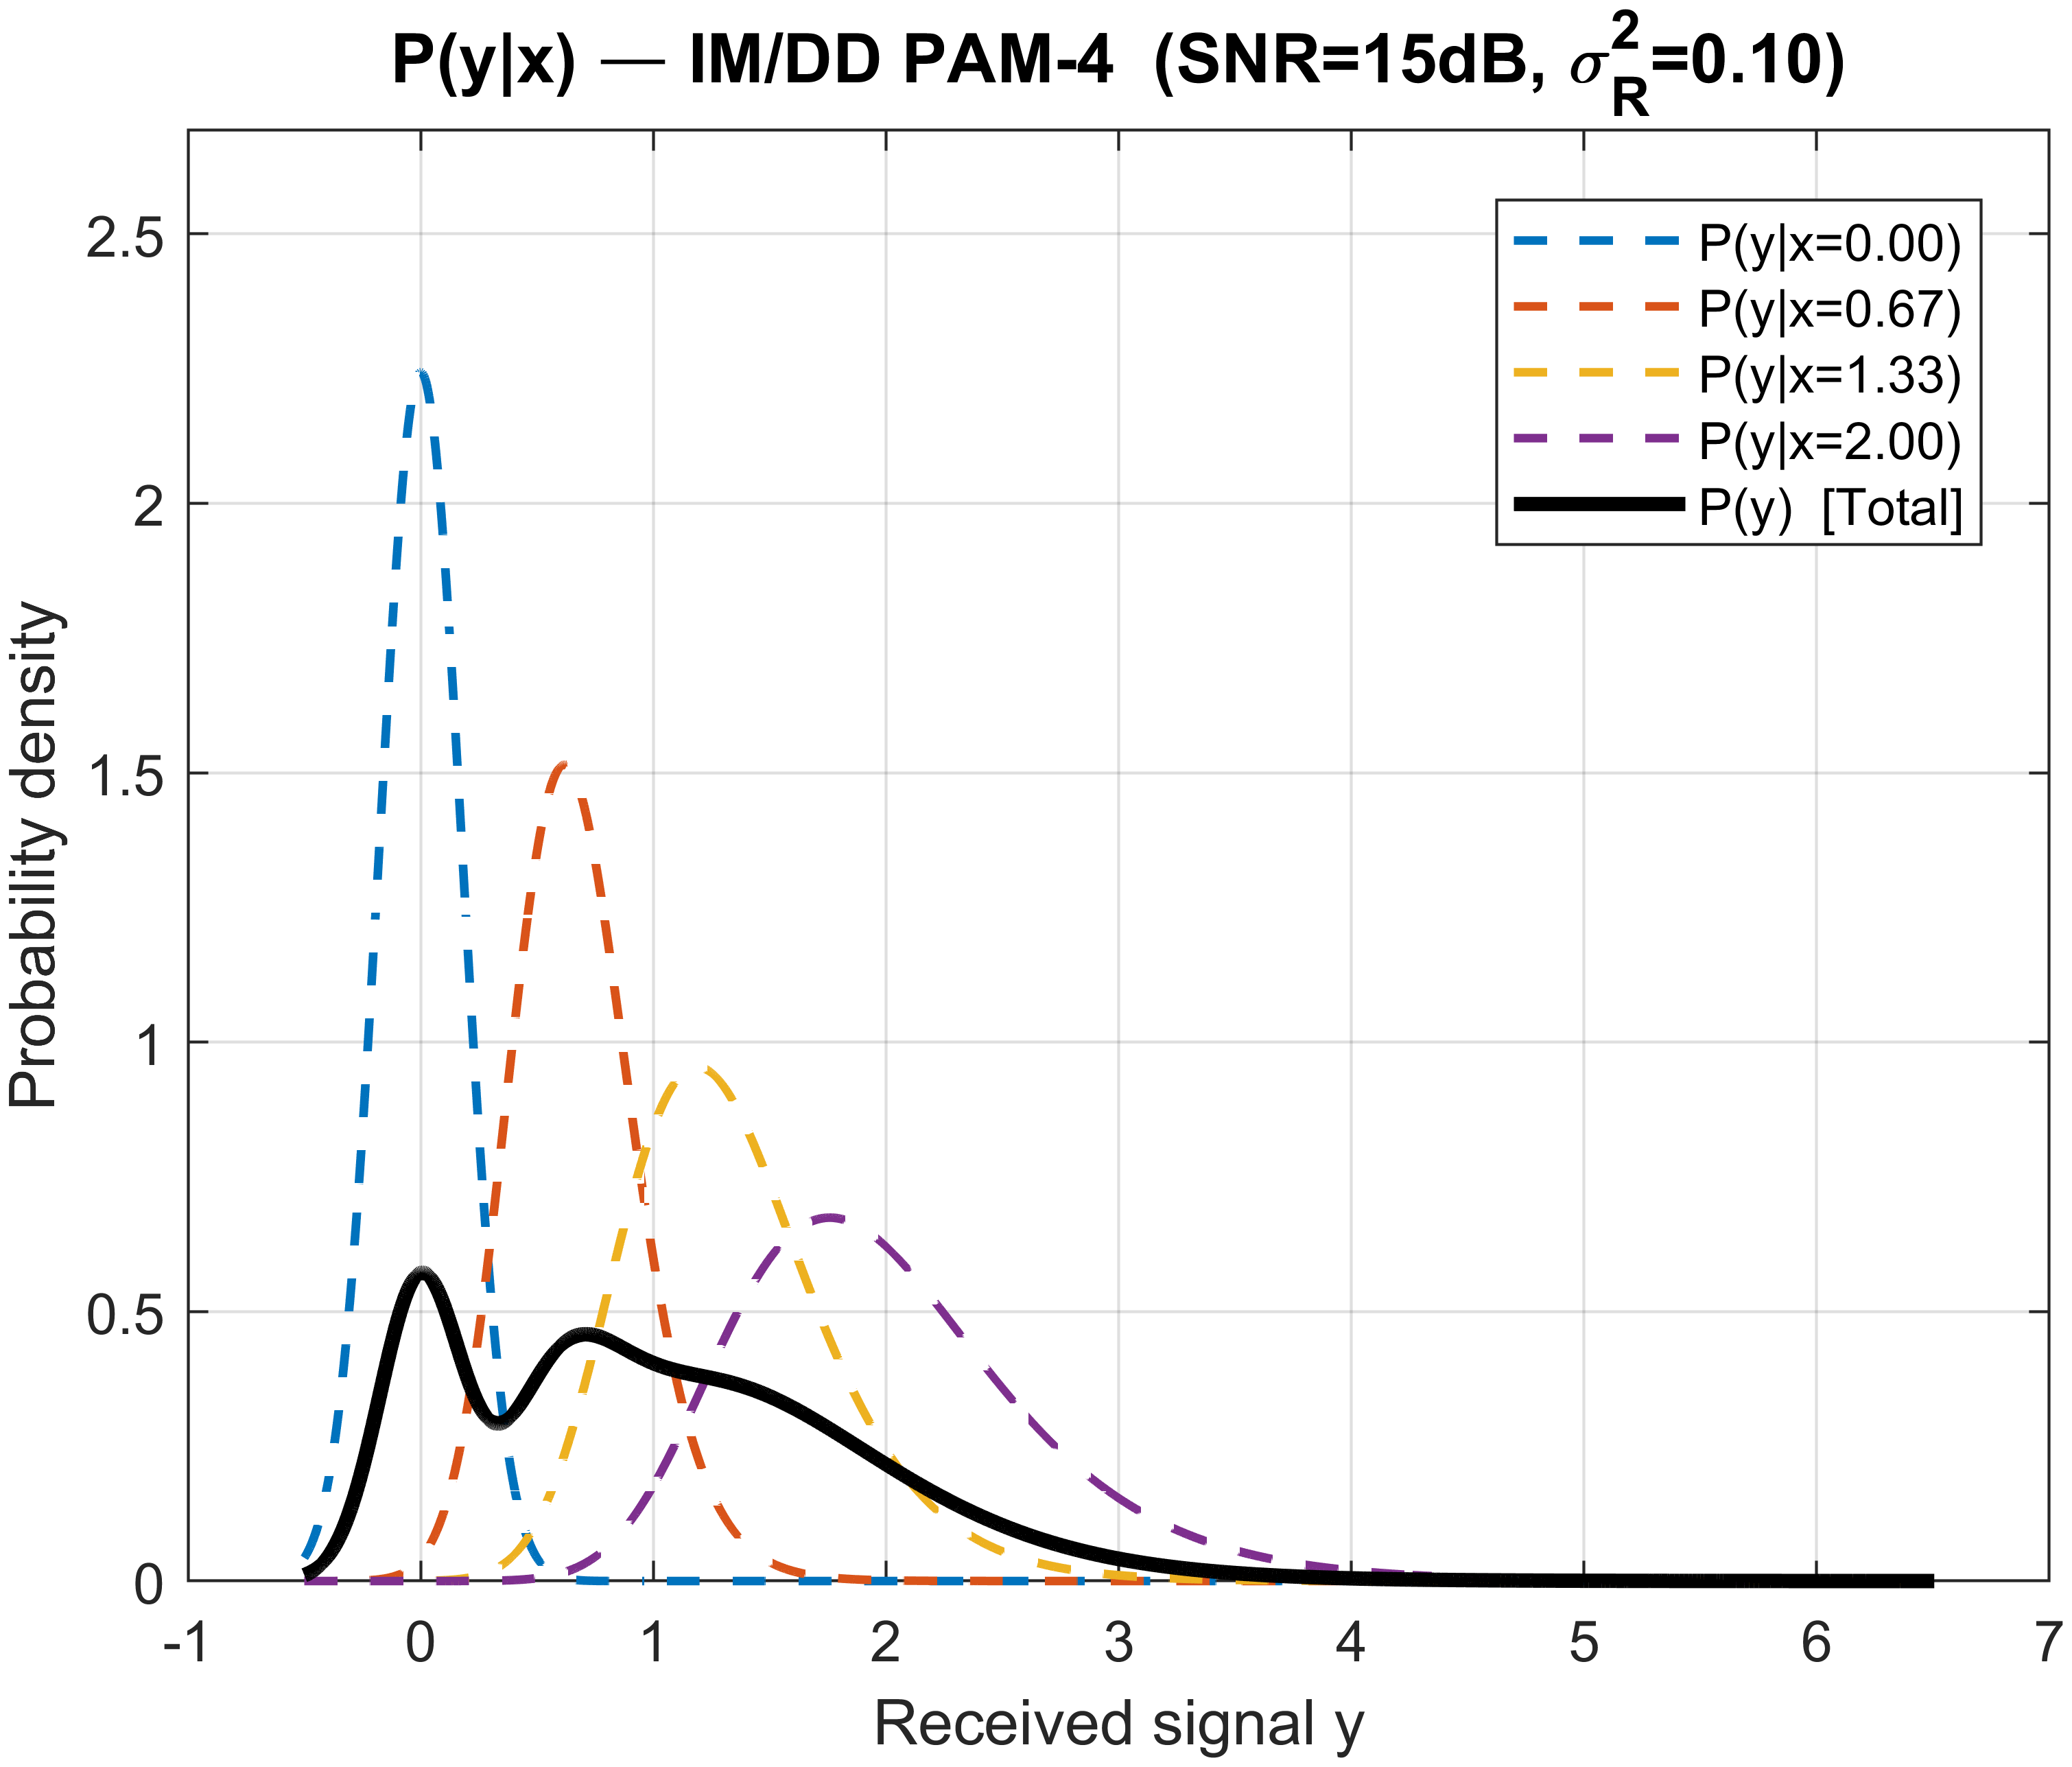 P(y|x) — IM/DD PAM-4 (SNR=15dB, σ²_R=0.10)
P(y|x=0.00)
P(y|x=0.67)
P(y|x=1.33)
P(y|x=2.00)
P(y) [Total]
Probability density
2.5
2
1.5
1
0.5
0
-1 0 1 2 3 4 5 6 7
Received signal y